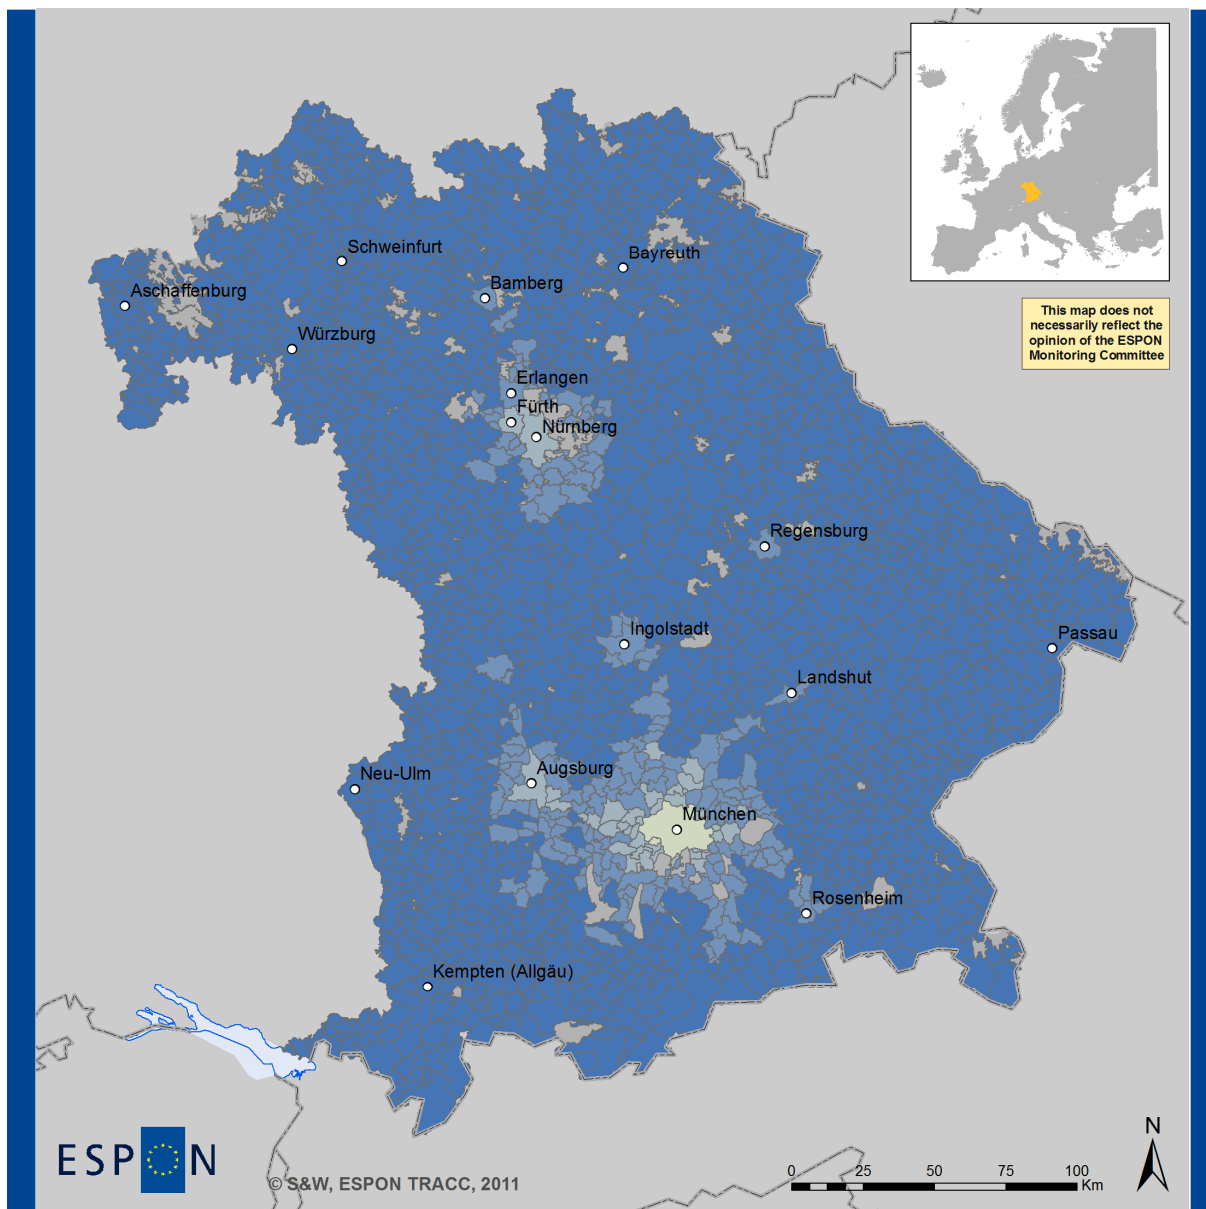 This map does not
necessarily reflect the
opinion of the ESPON
Monitoring Committee
Schweinfurt
Bayreuth
Aschaffenburg
Bamberg
Würzburg
Erlangen
Fürth
Nürnberg
Regensburg
Ingolstadt
Passau
Landshut
Neu-Ulm
Augsburg
München
Rosenheim
Kempten (Allgäu)
N
ESPON
© S&W, ESPON TRACC, 2011
0 25 50 75 100
Km